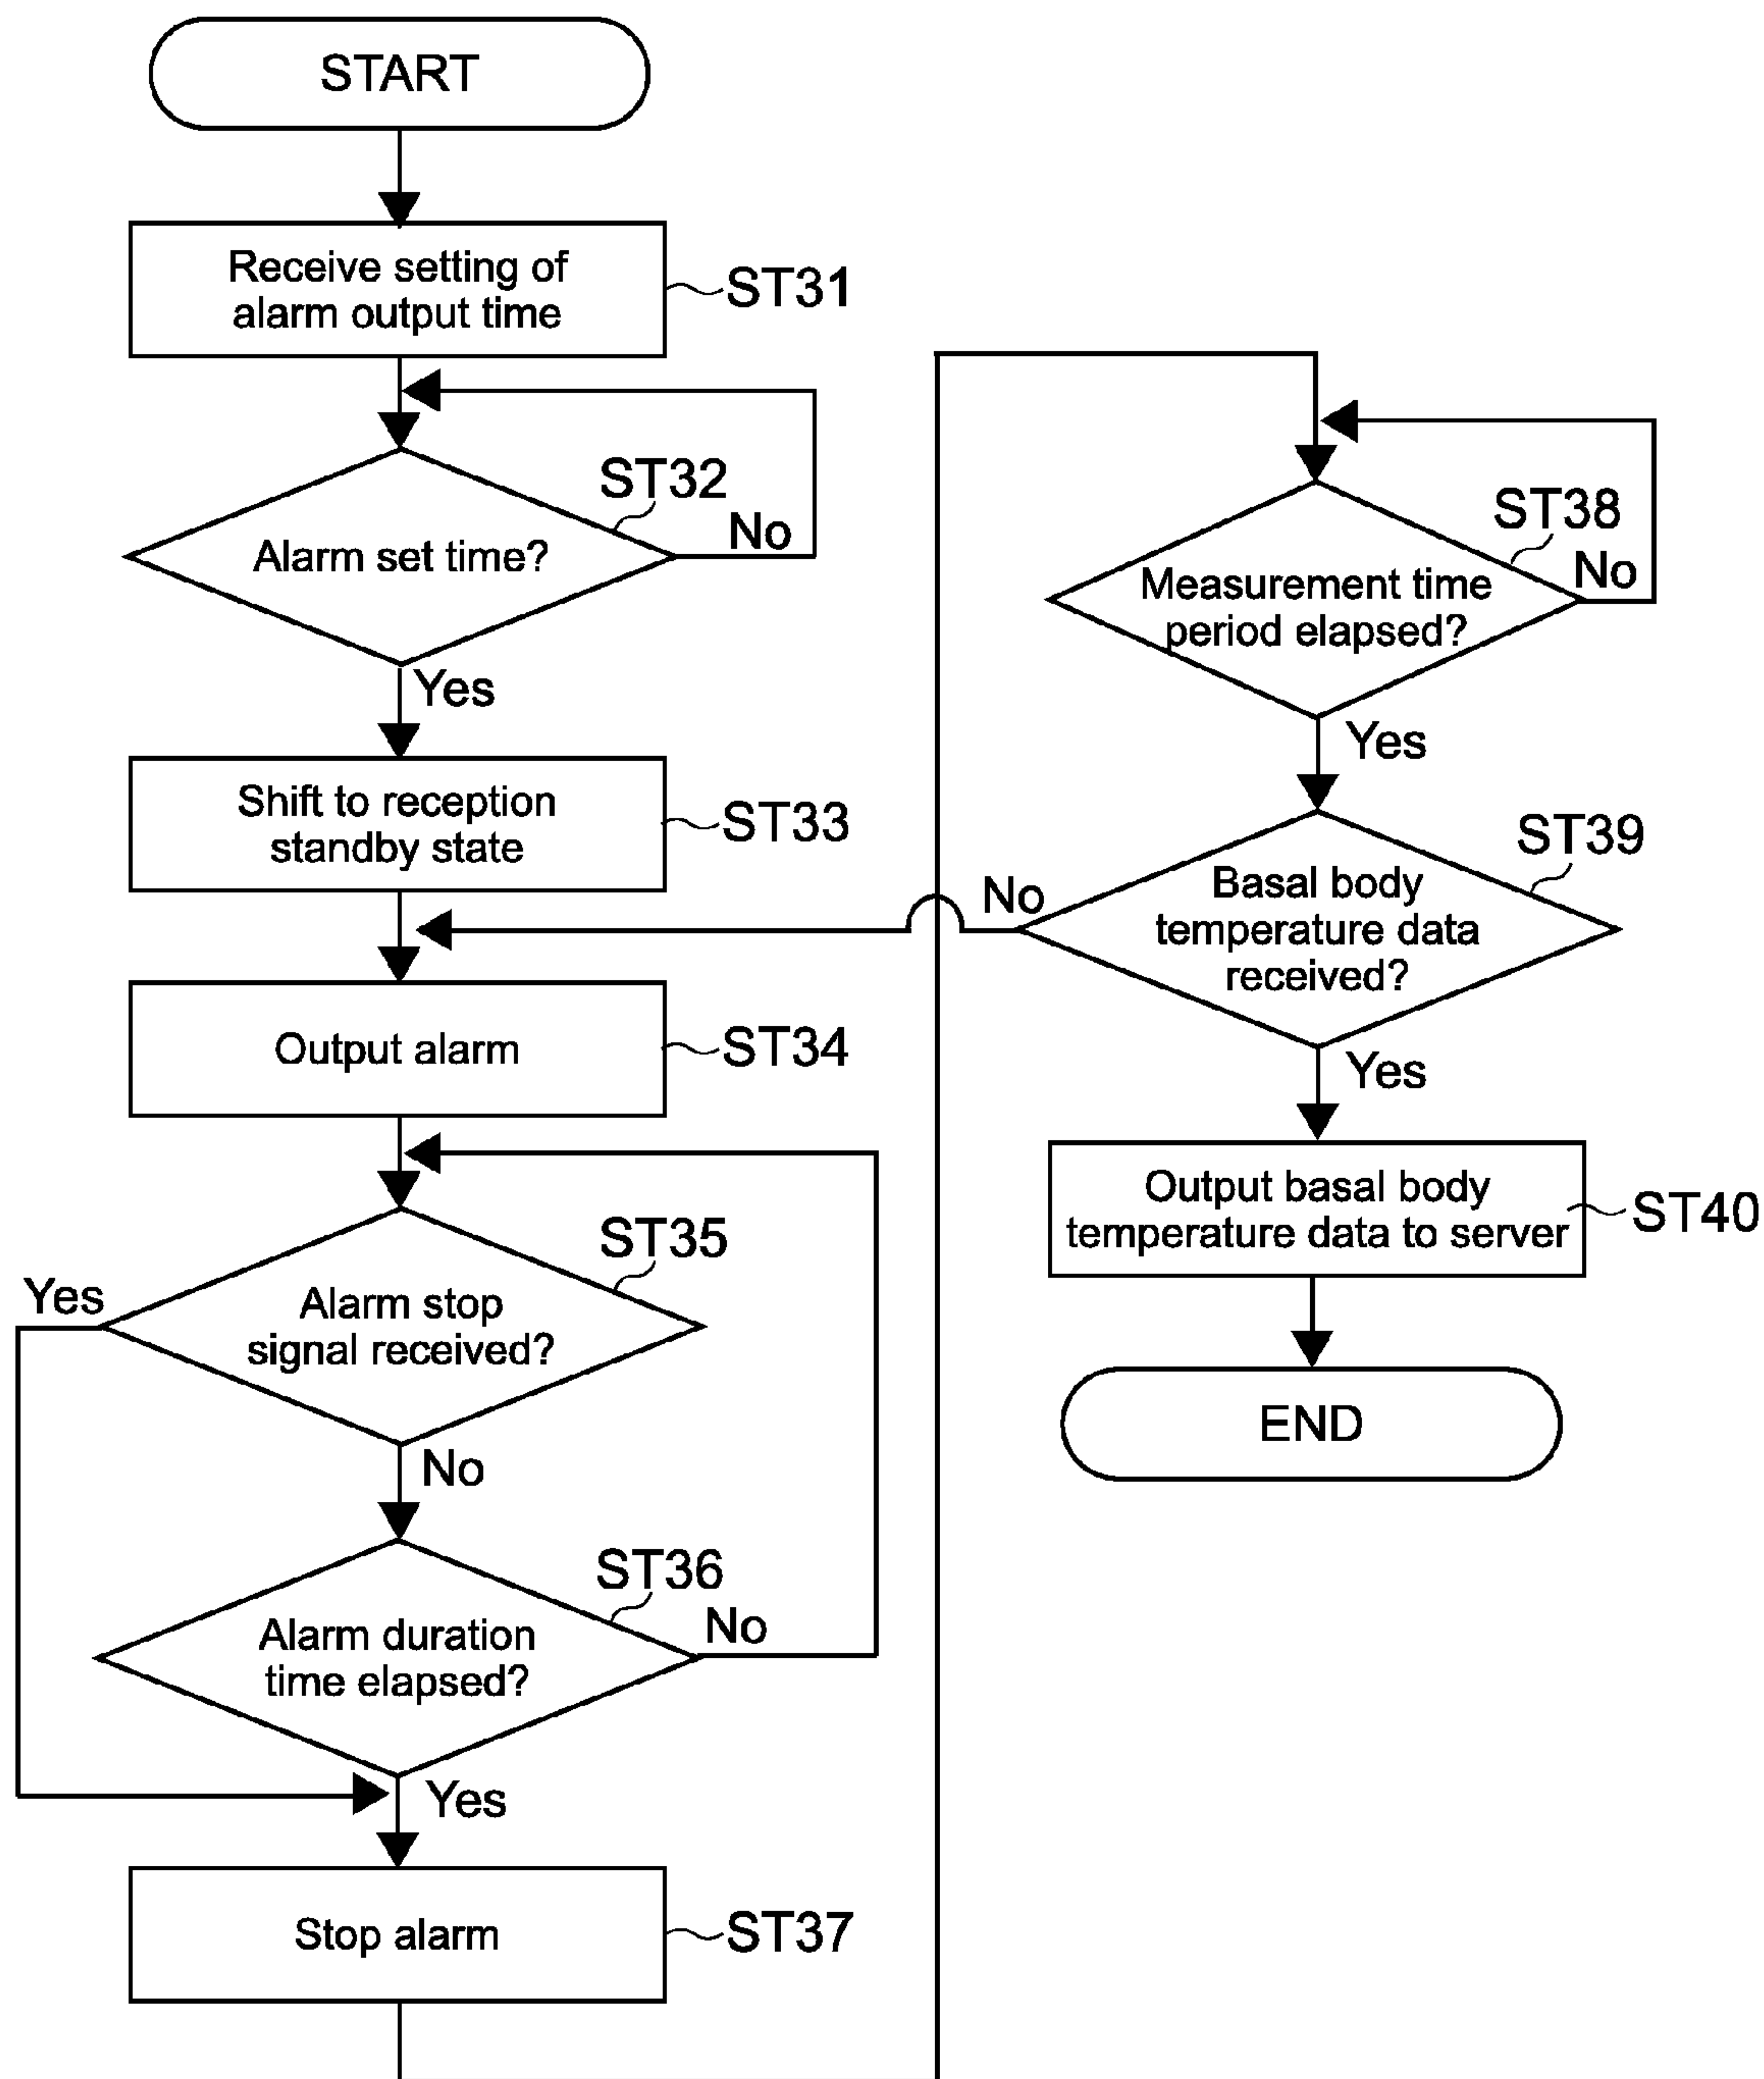 START
Receive setting of
alarm output time
ST31
ST32
Alarm set time?
No
Yes
Shift to reception
standby state
ST33
Output alarm
ST34
ST35
Yes
Alarm stop
signal received?
No
ST36
Alarm duration
time elapsed?
No
Yes
Stop alarm
ST37
ST38
Measurement time
period elapsed?
No
Yes
ST39
No
Basal body
temperature data
received?
Yes
Output basal body
temperature data to server
ST40
END